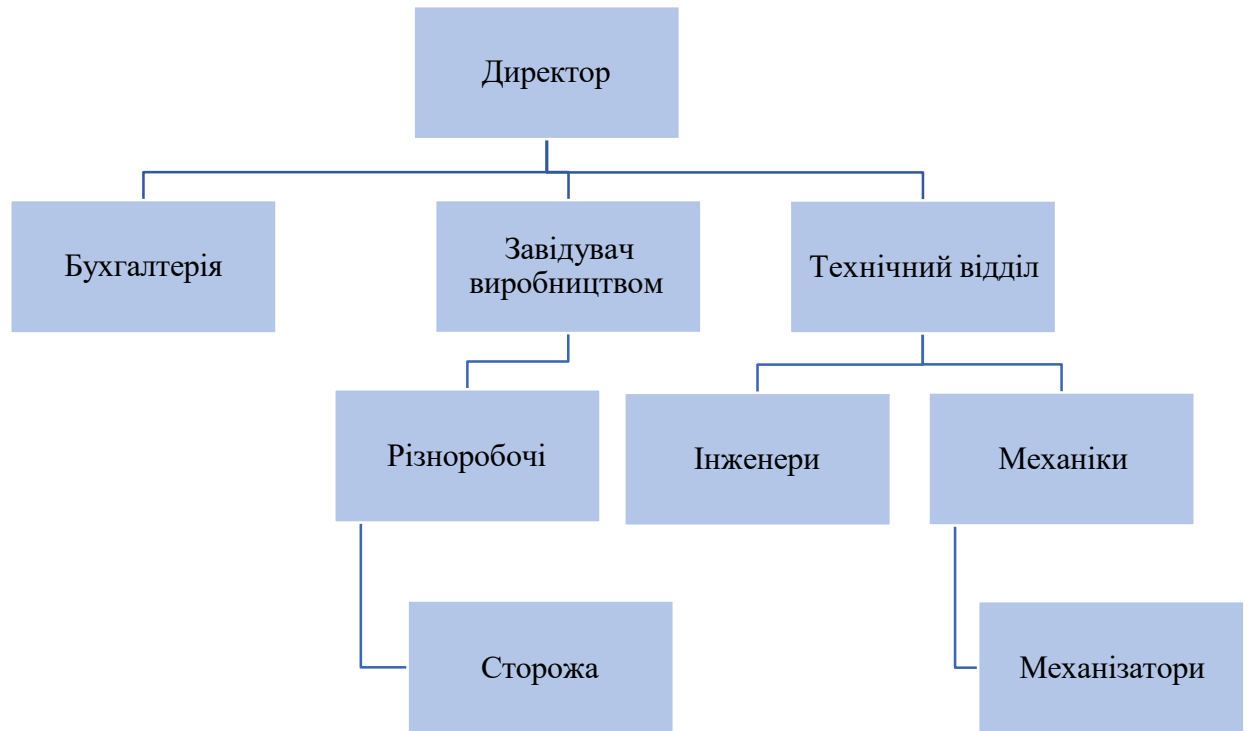 Директор
Бухгалтерія
Завідувач
виробництвом
Технічний відділ
Різноробочі
Інженери
Механіки
Сторожа
Механізатори